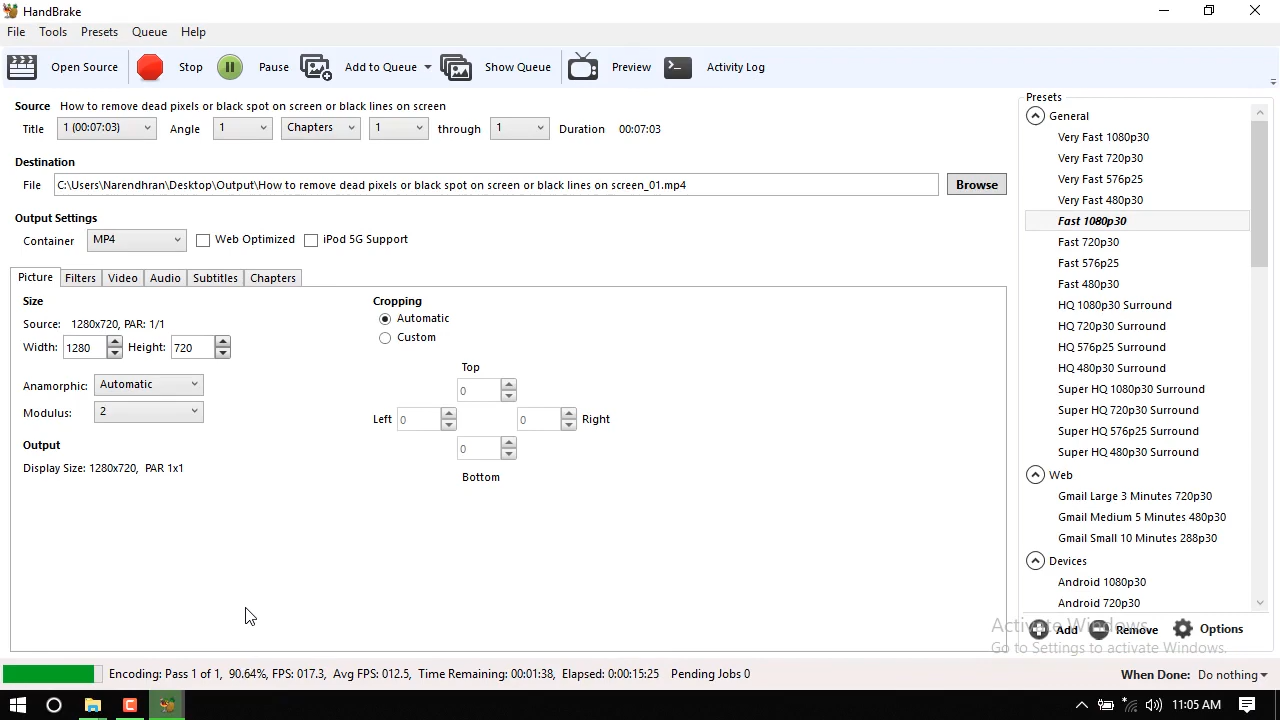 HandBrake
File Tools Presets Queue Help
Open Source Stop Pause Add to Queue Show Queue Preview Activity Log
Source How to remove dead pixels or black spot on screen or black lines on screen
Title 1 (00:07:03) Angle 1 Chapters 1 through 1 Duration 00:07:03
Destination
File C:\Users\Narendhran\Desktop\Output\How to remove dead pixels or black spot on screen or black lines on screen_01.mp4 Browse
Output Settings
Container MP4 Web Optimized iPod 5G Support
Picture Filters Video Audio Subtitles Chapters
Size
Source: 1280x720, PAR: 1/1
Width: 1280 Height: 720
Anamorphic: Automatic
Modulus: 2
Output
Display Size: 1280x720, PAR 1x1
Cropping
Automatic
Custom
Top
0
Left 0 0 Right
0
Bottom
Presets
General
Very Fast 1080p30
Very Fast 720p30
Very Fast 576p25
Very Fast 480p30
Fast 1080p30
Fast 720p30
Fast 576p25
Fast 480p30
HQ 1080p30 Surround
HQ 720p30 Surround
HQ 576p25 Surround
HQ 480p30 Surround
Super HQ 1080p30 Surround
Super HQ 720p30 Surround
Super HQ 576p25 Surround
Super HQ 480p30 Surround
Web
Gmail Large 3 Minutes 720p30
Gmail Medium 5 Minutes 480p30
Gmail Small 10 Minutes 288p30
Devices
Android 1080p30
Android 720p30
Add Remove Options
Activate Windows
Go to Settings to activate Windows.
Encoding: Pass 1 of 1, 90.64%, FPS: 017.3, Avg FPS: 012.5, Time Remaining: 00:01:38, Elapsed: 0:00:15:25 Pending Jobs 0
When Done: Do nothing
11:05 AM